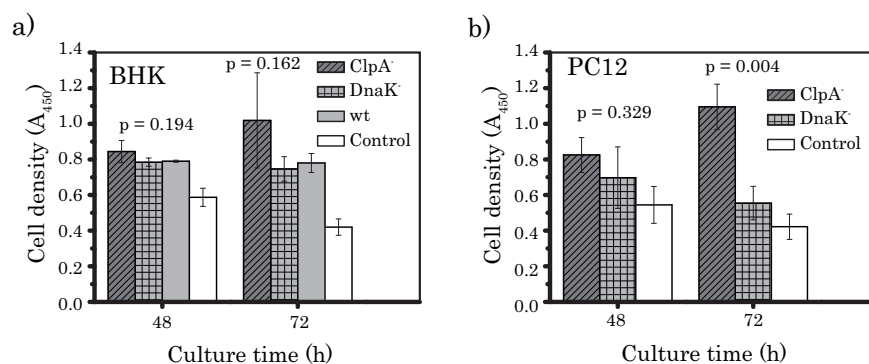 a)
BHK
p = 0.194
p = 0.162
ClpA⁻
DnaK⁻
wt
Control
Cell density (A₄₅₀)
1.4
1.2
1.0
0.8
0.6
0.4
0.2
0.0
48
72
Culture time (h)
b)
PC12
p = 0.329
p = 0.004
ClpA⁻
DnaK⁻
Control
Cell density (A₄₅₀)
1.4
1.2
1.0
0.8
0.6
0.4
0.2
0.0
48
72
Culture time (h)